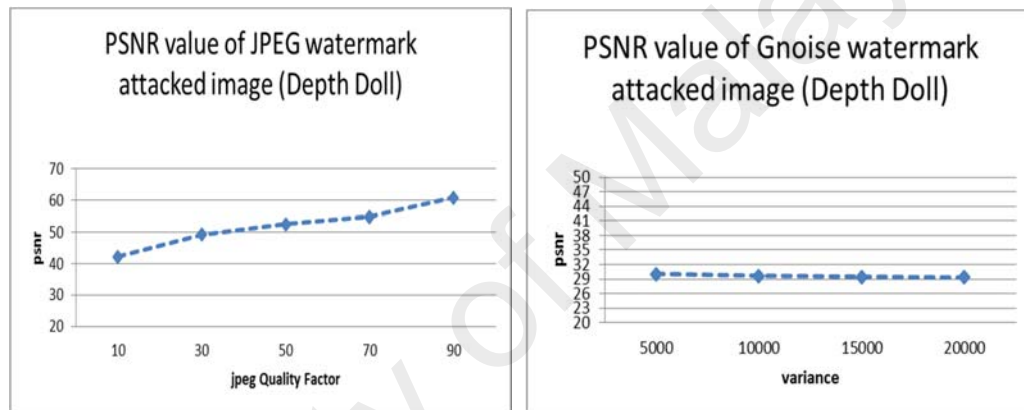 PSNR value of JPEG watermark
attacked image (Depth Doll)
70
60
50
40
30
20
psnr
10 30 50 70 90
jpeg Quality Factor
PSNR value of Gnoise watermark
attacked image (Depth Doll)
50
47
44
41
38
35
32
29
26
23
20
psnr
5000 10000 15000 20000
variance
of Malay